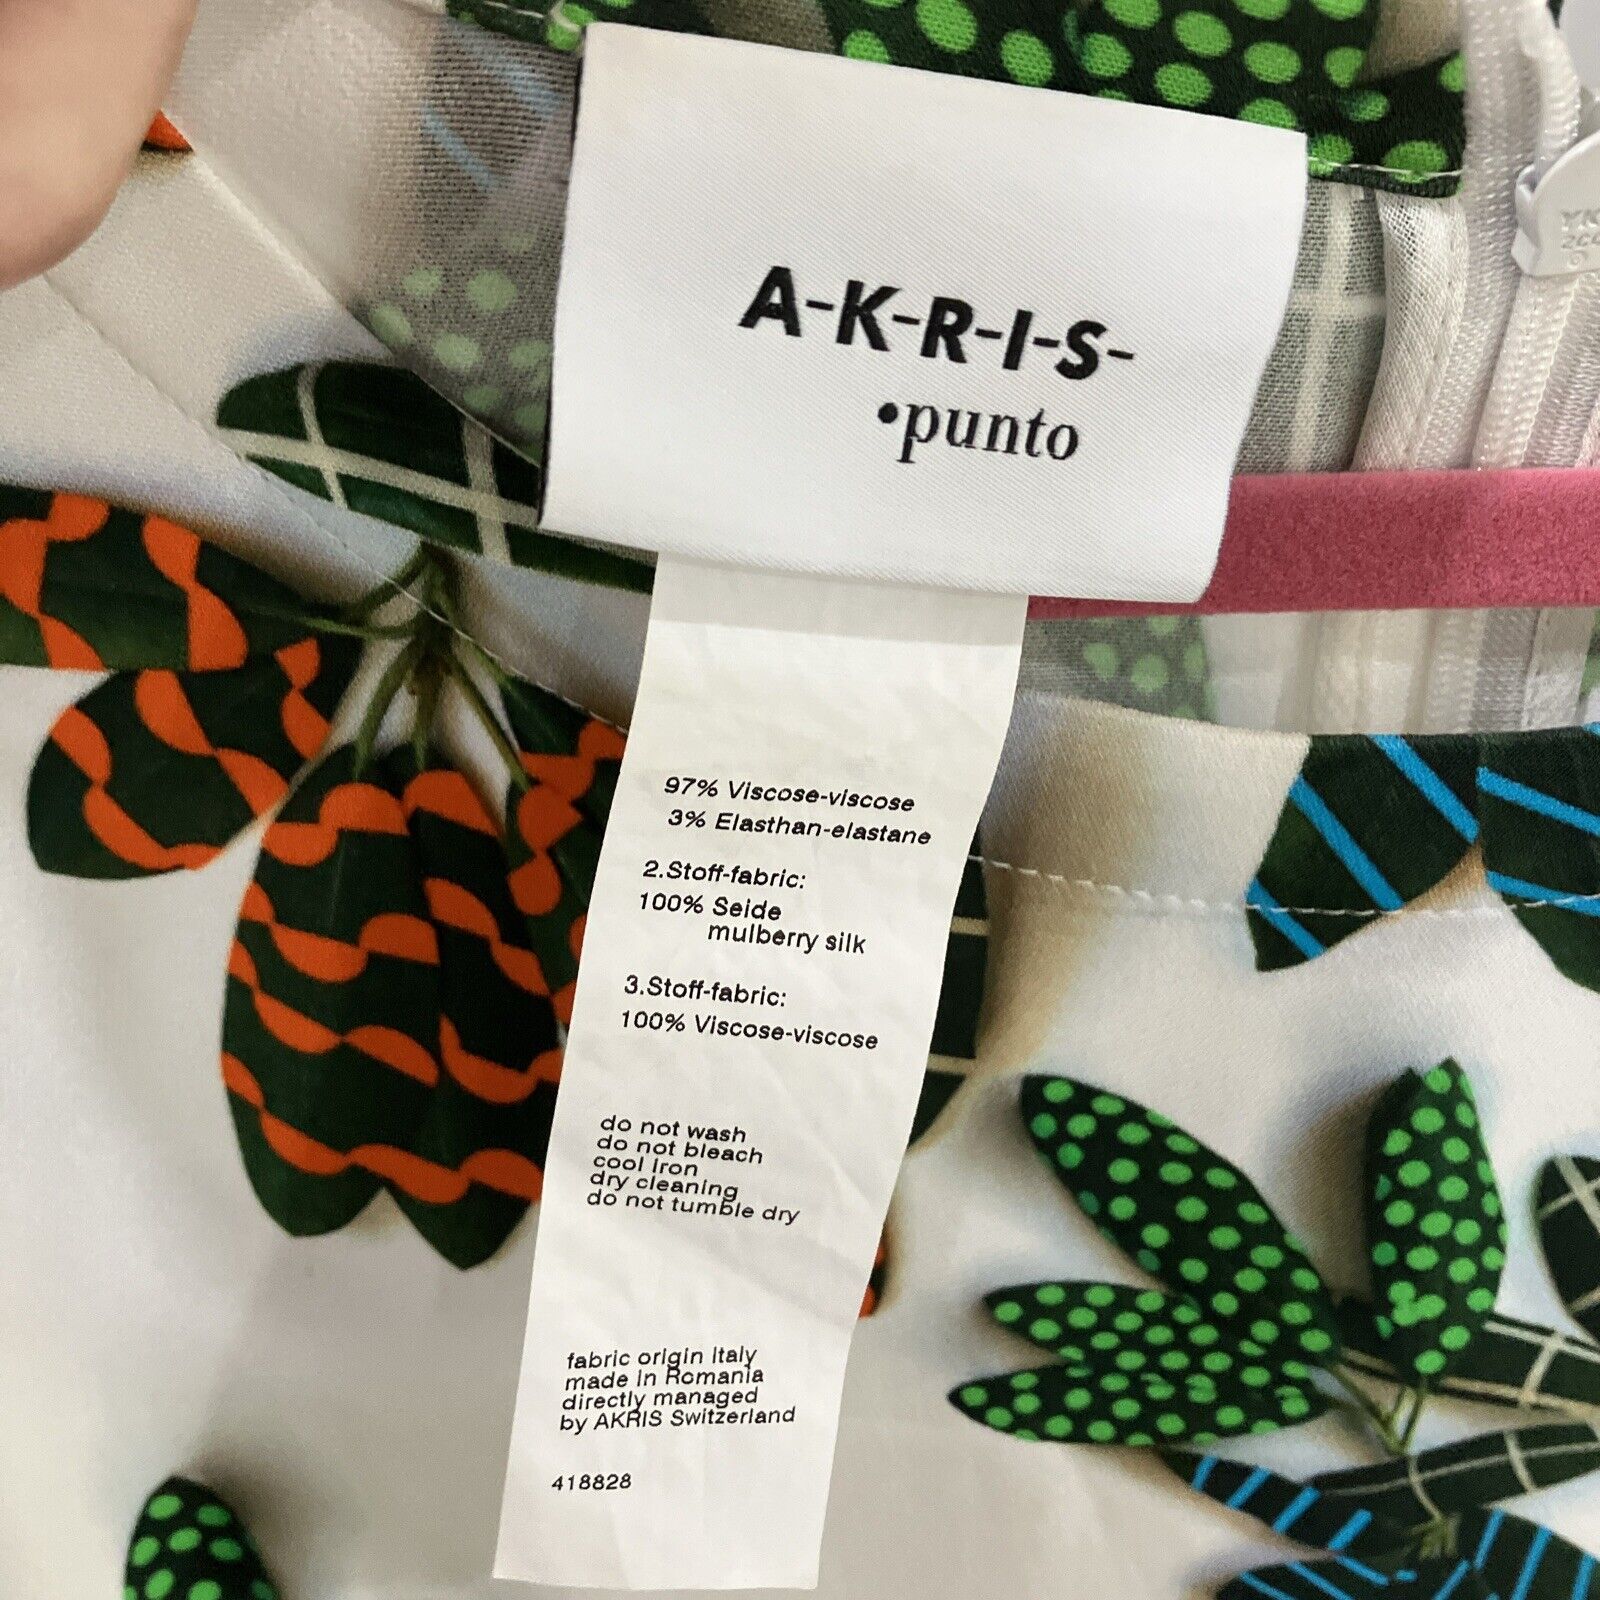 A-K-R-I-S-
•punto
97% Viscose-viscose
3% Elasthan-elastane
2.Stoff-fabric:
100% Seide
mulberry silk
3.Stoff-fabric:
100% Viscose-viscose
do not wash
do not bleach
cool iron
dry cleaning
do not tumble dry
fabric origin Italy
made in Romania
directly managed
by AKRIS Switzerland
418828